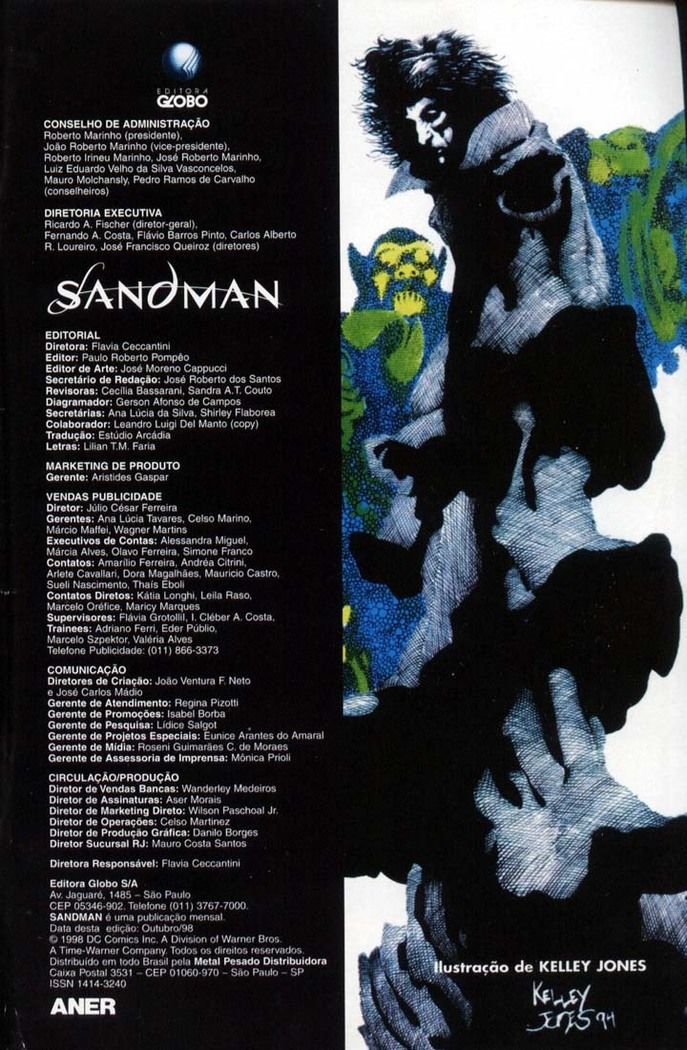 EDITORA
GLOBO
CONSELHO DE ADMINISTRAÇÃO
Roberto Marinho (presidente),
João Roberto Marinho (vice-presidente),
Roberto Irineu Marinho, José Roberto Marinho,
Luiz Eduardo Velho da Silva Vasconcelos,
Mauro Molchansly, Pedro Ramos de Carvalho
(conselheiros)
DIRETORIA EXECUTIVA
Ricardo A. Fischer (diretor-geral),
Fernando A. Costa, Flávio Barros Pinto, Carlos Alberto
R. Loureiro, José Francisco Queiroz (diretores)
SANDMAN
EDITORIAL
Diretora: Flavia Ceccantini
Editor: Paulo Roberto Pompêo
Editor de Arte: José Moreno Cappucci
Secretário de Redação: José Roberto dos Santos
Revisoras: Cecília Bassarani, Sandra A.T. Couto
Diagramador: Gerson Afonso de Campos
Secretárias: Ana Lúcia da Silva, Shirley Flaborea
Colaborador: Leandro Luigi Del Manto (copy)
Tradução: Estúdio Arcádia
Letras: Lilian T.M. Faria
MARKETING DE PRODUTO
Gerente: Aristides Gaspar
VENDAS PUBLICIDADE
Diretor: Júlio César Ferreira
Gerentes: Ana Lúcia Tavares, Celso Marino,
Márcio Maffei, Wagner Martins
Executivos de Contas: Alessandra Miguel,
Márcia Alves, Olavo Ferreira, Simone Franco
Contatos: Amarílio Ferreira, Andréa Citrini,
Arlete Cavallari, Dora Magalhães, Mauricio Castro,
Sueli Nascimento, Thaís Eboli
Contatos Diretos: Kátia Longhi, Leila Raso,
Marcelo Oréfice, Maricy Marques
Supervisores: Flávia Grotollil, I. Cléber A. Costa,
Trainees: Adriano Ferri, Eder Públio,
Marcelo Szpektor, Valéria Alves
Telefone Publicidade: (011) 866-3373
COMUNICAÇÃO
Diretores de Criação: João Ventura F. Neto
e José Carlos Mádio
Gerente de Atendimento: Regina Pizotti
Gerente de Promoções: Isabel Borba
Gerente de Pesquisa: Lídice Salgot
Gerente de Projetos Especiais: Eunice Arantes do Amaral
Gerente de Mídia: Roseni Guimarães C. de Moraes
Gerente de Assessoria de Imprensa: Mônica Prioli
CIRCULAÇÃO/PRODUÇÃO
Diretor de Vendas Bancas: Wanderley Medeiros
Diretor de Assinaturas: Aser Morais
Diretor de Marketing Direto: Wilson Paschoal Jr.
Diretor de Operações: Celso Martinez
Diretor de Produção Gráfica: Danilo Borges
Diretor Sucursal RJ: Mauro Costa Santos
Diretora Responsável: Flavia Ceccantini
Editora Globo S/A
Av. Jaguaré, 1485 – São Paulo
CEP 05346-902. Telefone (011) 3767-7000.
SANDMAN é uma publicação mensal.
Data desta edição: Outubro/98
© 1998 DC Comics Inc. A Division of Warner Bros.
A Time-Warner Company. Todos os direitos reservados.
Distribuído em todo Brasil pela Metal Pesado Distribuidora
Caixa Postal 3531 – CEP 01060-970 – São Paulo – SP
ISSN 1414-3240
ANER
Ilustração de KELLEY JONES
KELLEY
JONES 94